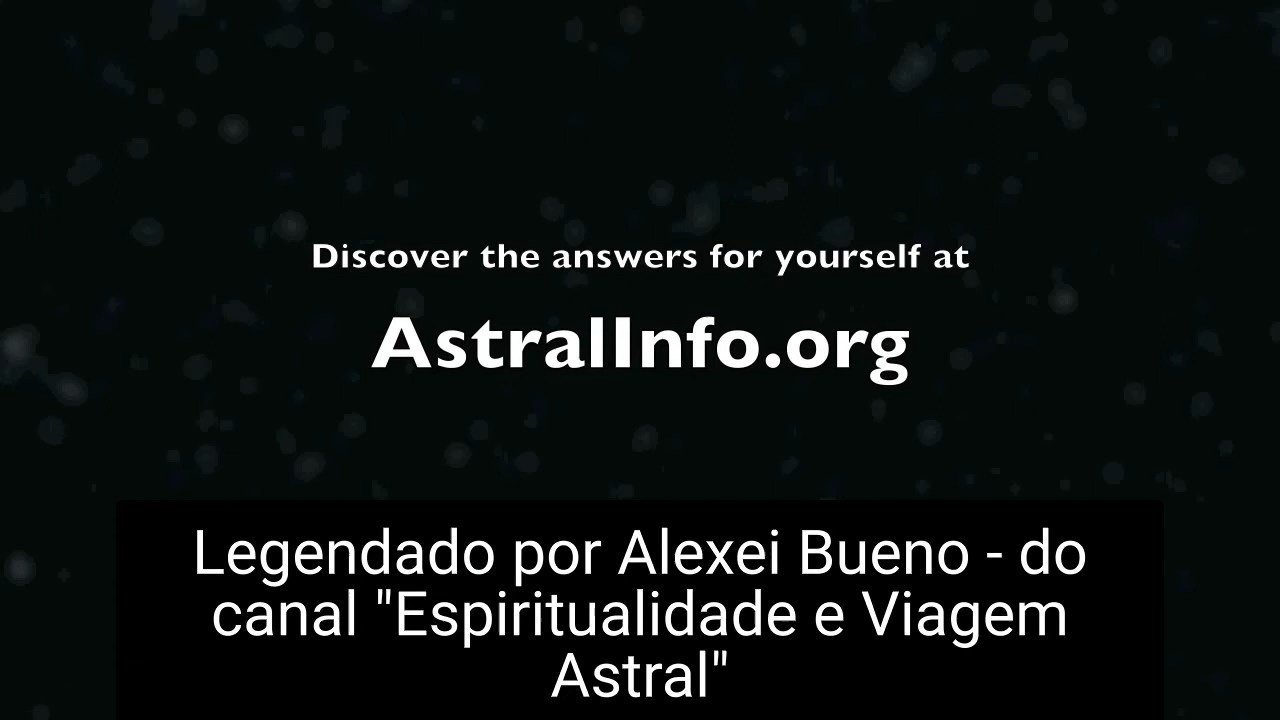 Discover the answers for yourself at
AstralInfo.org
Legendado por Alexei Bueno - do
canal "Espiritualidade e Viagem
Astral"